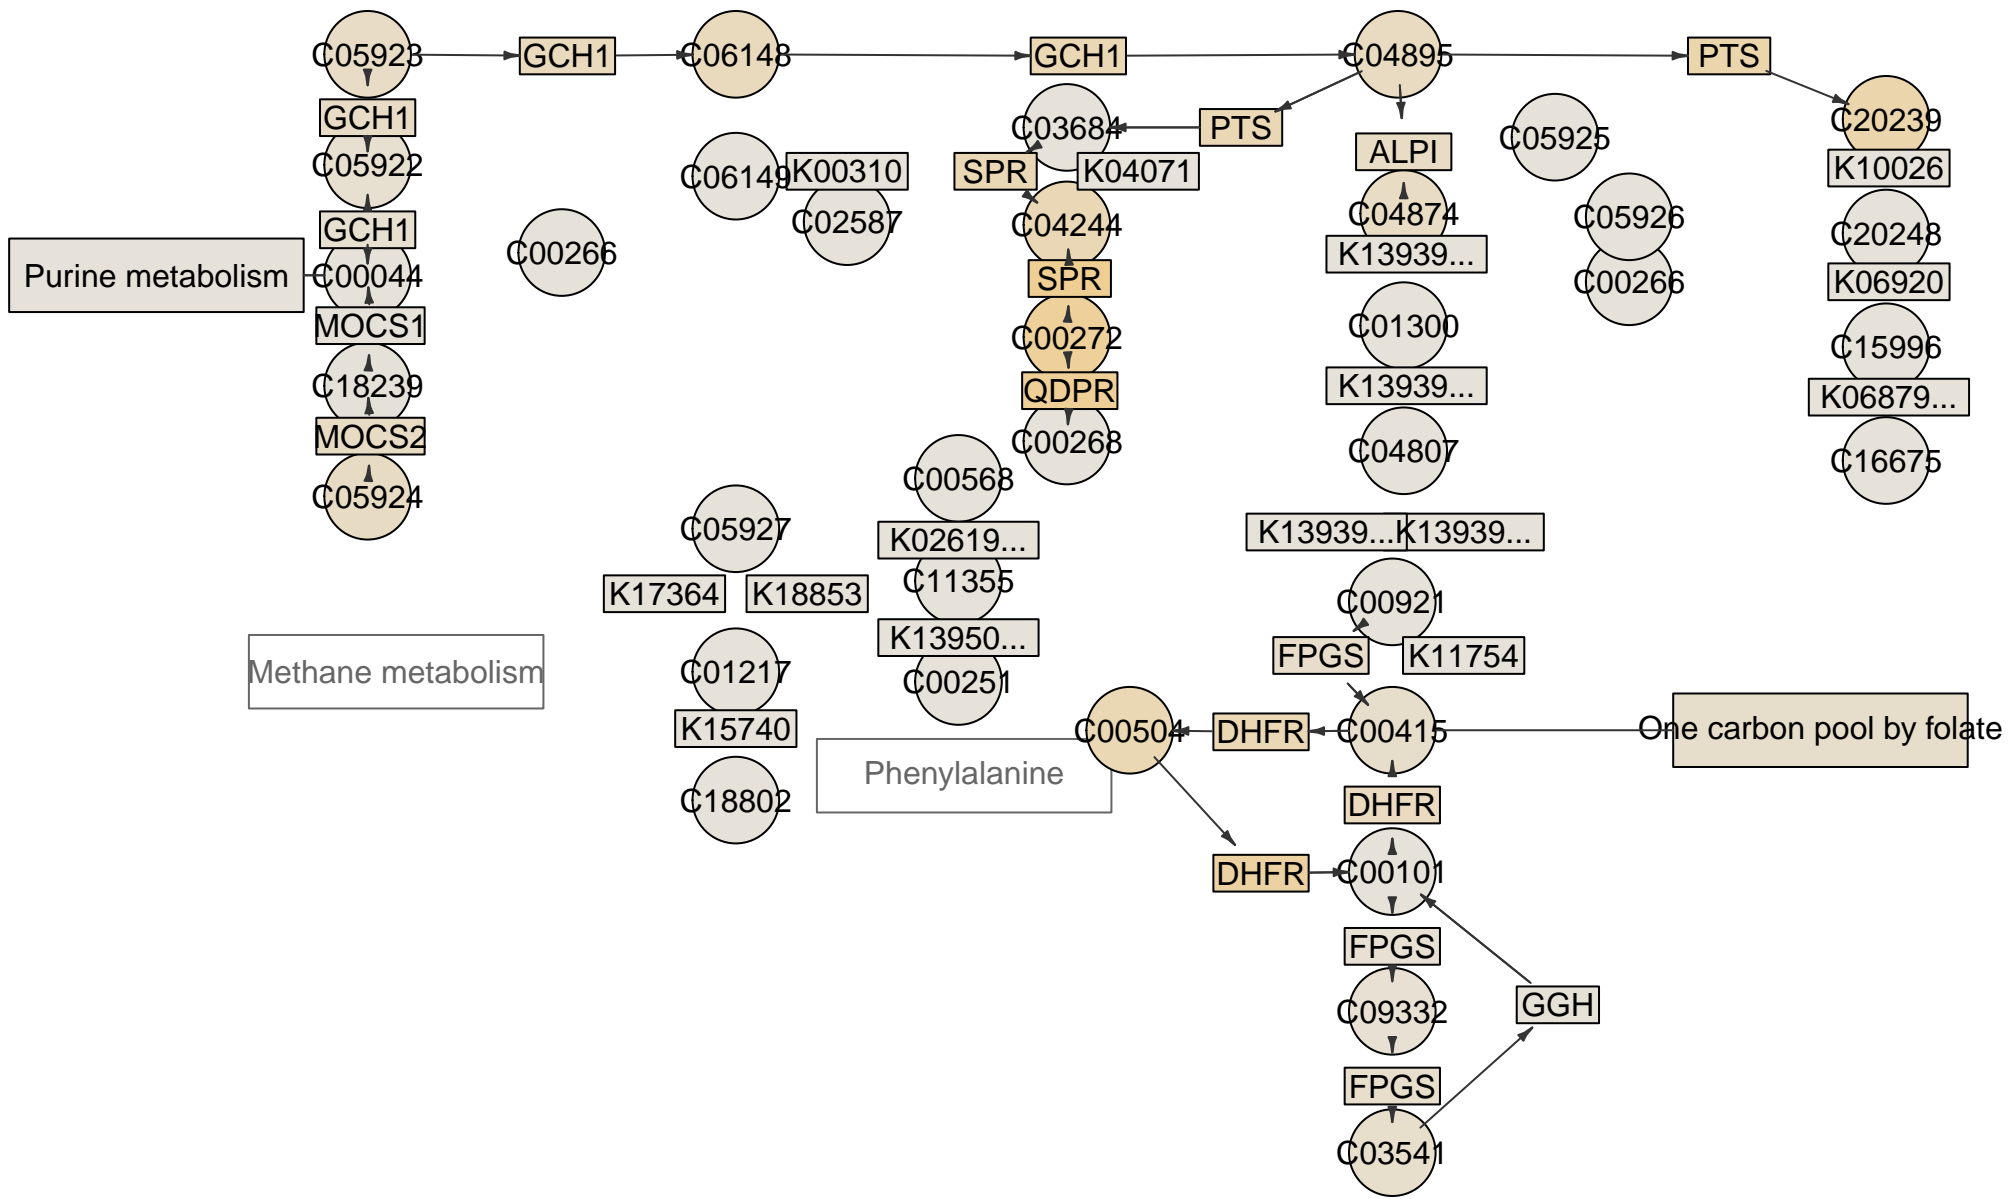 C05923
GCH1
C06148
GCH1
C04895
PTS
GCH1
C03684
PTS
C20239
C05922
C06149
K00310
SPR
K04071
ALPI
C05925
K10026
GCH1
C00266
C02587
C04244
C04874
C05926
C20248
Purine metabolism
C00044
SPR
K13939...
C00266
K06920
MOCS1
C00272
C01300
C15996
C18239
QDPR
K13939...
K06879...
MOCS2
C00268
C04807
C16675
C05924
C00568
C05927
K02619...
K13939...
K13939...
K17364
K18853
C11355
C00921
Methane metabolism
K13950...
FPGS
K11754
C01217
C00251
K15740
C00504
DHFR
C00415
One carbon pool by folate
Phenylalanine
C18802
DHFR
DHFR
C00101
FPGS
C09332
GGH
FPGS
C03541